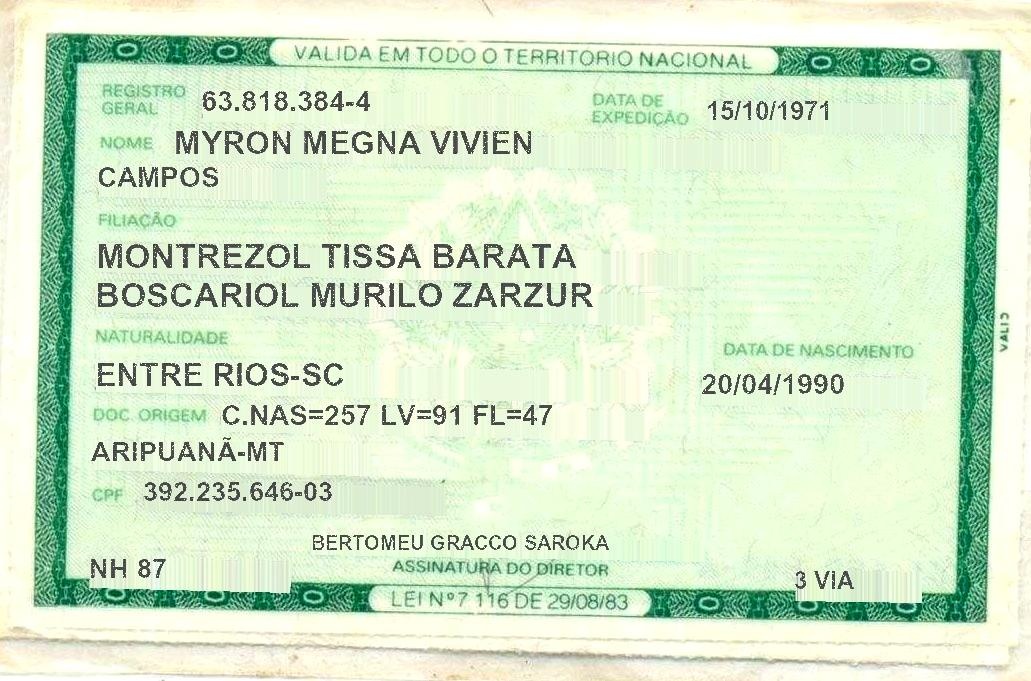 VALIDA EM TODO O TERRITÓRIO NACIONAL
REGISTRO GERAL 63.818.384-4 DATA DE EXPEDIÇÃO 15/10/1971
NOME MYRON MEGNA VIVIEN
CAMPOS
FILIAÇÃO
MONTREZOL TISSA BARATA
BOSCARIOL MURILO ZARZUR
NATURALIDADE DATA DE NASCIMENTO
ENTRE RIOS-SC 20/04/1990
DOC. ORIGEM C.NAS=257 LV=91 FL=47
ARIPUANÃ-MT
CPF 392.235.646-03
BERTOMEU GRACCO SAROKA
NH 87 ASSINATURA DO DIRETOR 3 VIA
LEI Nº 7.116 DE 29/08/83
VALID